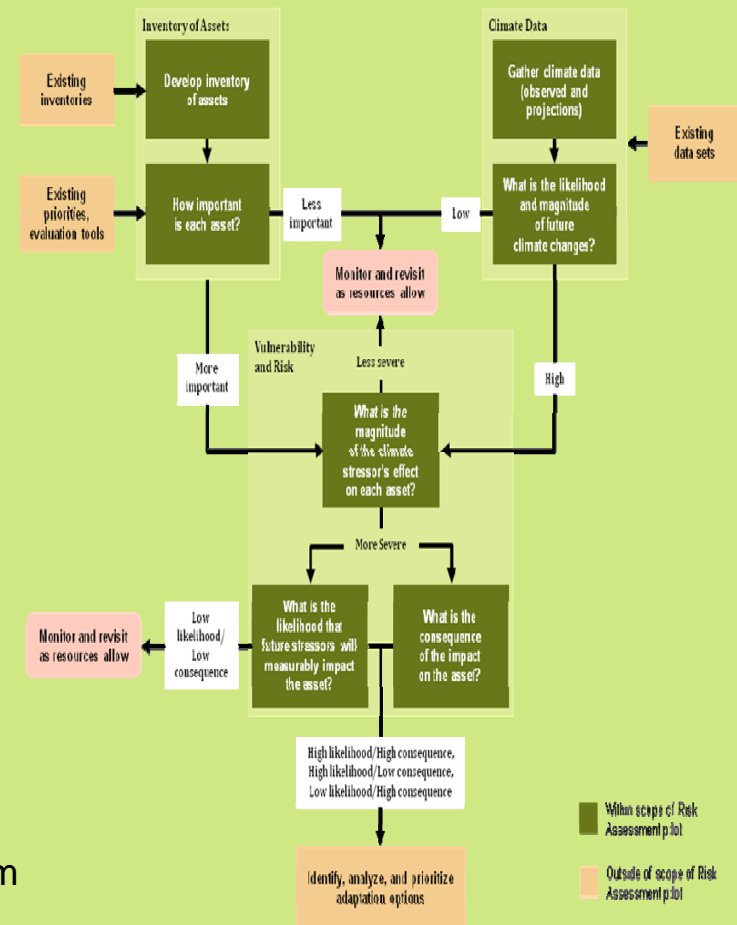 Inventory of Assets
Climate Data
Existing
inventories
Develop inventory
of assets
Gather climate data
(observed and
projections)
Existing
data sets
Existing
priorities,
evaluation tools
How important
is each asset?
Less
important
Low
What is the likelihood
and magnitude
of future
climate changes?
Monitor and revisit
as resources allow
More
important
Vulnerability
and Risk
Less severe
High
What is the
magnitude
of the climate
stressor's effect
on each asset?
More Severe
Monitor and revisit
as resources allow
Low
likelihood/
Low
consequence
What is the
likelihood that
future stressors will
measurably impact
the asset?
What is the
consequence
of the impact
on the asset?
High likelihood/High consequence,
High likelihood/Low consequence,
Low likelihood/High consequence
Within scope of Risk
Assessment pilot
Outside of scope of Risk
Assessment pilot
Identify, analyze, and prioritize
adaptation options
m